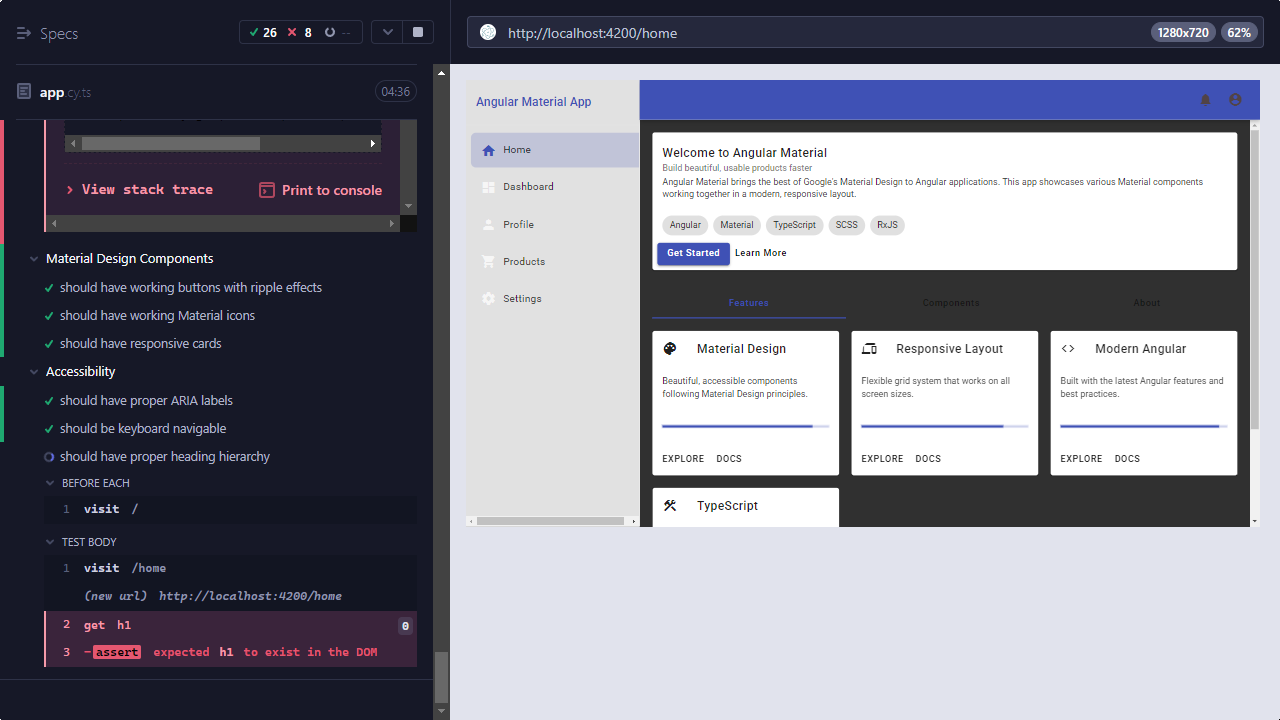 Specs
26
8
--
app.cy.ts
04:36
View stack trace
Print to console
Material Design Components
should have working buttons with ripple effects
should have working Material icons
should have responsive cards
Accessibility
should have proper ARIA labels
should be keyboard navigable
should have proper heading hierarchy
BEFORE EACH
1 visit /
TEST BODY
1 visit /home
(new url) http://localhost:4200/home
2 get h1 0
3 -assert expected h1 to exist in the DOM
http://localhost:4200/home
1280x720
62%
Angular Material App
Home
Dashboard
Profile
Products
Settings
Welcome to Angular Material
Build beautiful, usable products faster
Angular Material brings the best of Google's Material Design to Angular applications. This app showcases various Material components
working together in a modern, responsive layout.
Angular Material TypeScript SCSS RxJS
Get Started Learn More
Features Components About
Material Design
Beautiful, accessible components
following Material Design principles.
EXPLORE DOCS
Responsive Layout
Flexible grid system that works on all
screen sizes.
EXPLORE DOCS
Modern Angular
Built with the latest Angular features and
best practices.
EXPLORE DOCS
TypeScript